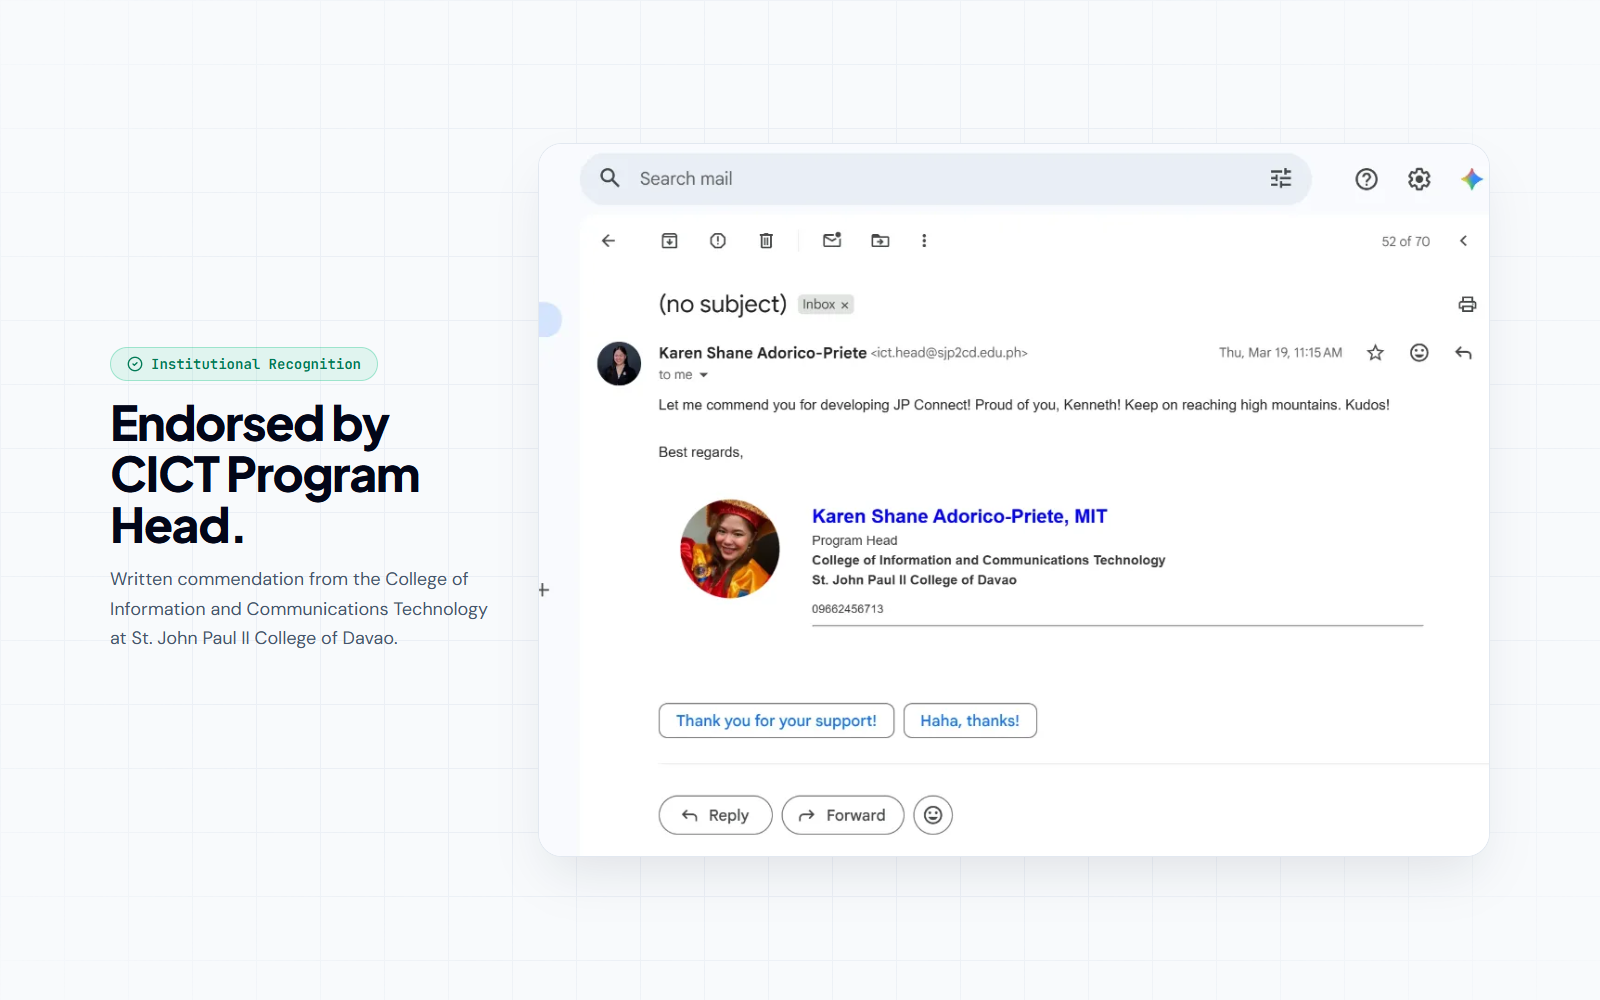 Institutional Recognition
Endorsed by
CICT Program
Head.
Written commendation from the College of
Information and Communications Technology
at St. John Paul II College of Davao.
Search mail
52 of 70
(no subject) Inbox ×
Karen Shane Adorico-Priete <ict.head@sjp2cd.edu.ph> Thu, Mar 19, 11:15 AM
to me
Let me commend you for developing JP Connect! Proud of you, Kenneth! Keep on reaching high mountains. Kudos!
Best regards,
Karen Shane Adorico-Priete, MIT
Program Head
College of Information and Communications Technology
St. John Paul II College of Davao
09662456713
Thank you for your support! Haha, thanks!
Reply Forward